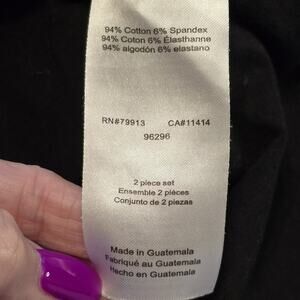 94% Cotton 6% Spandex
94% Coton 6% Élasthanne
94% algodón 6% elastano
RN#79913 CA#11414
96296
2 piece set
Ensemble 2 pièces
Conjunto de 2 piezas
Made in Guatemala
Fabriqué au Guatemala
Hecho en Guatemala